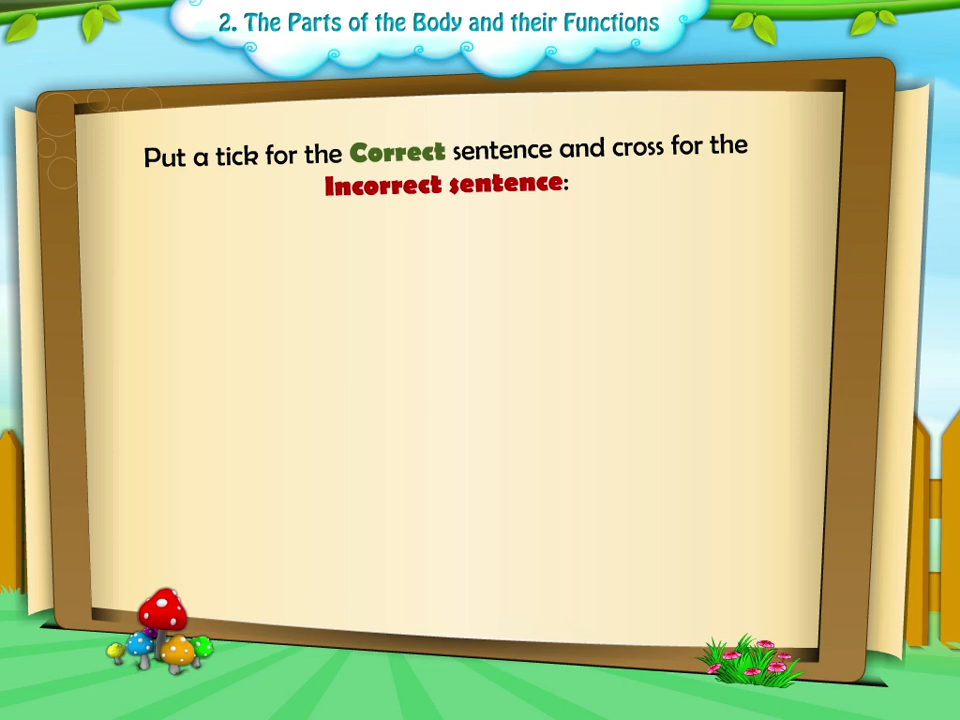 2. The Parts of the Body and their Functions
Put a tick for the Correct sentence and cross for the
Incorrect sentence: